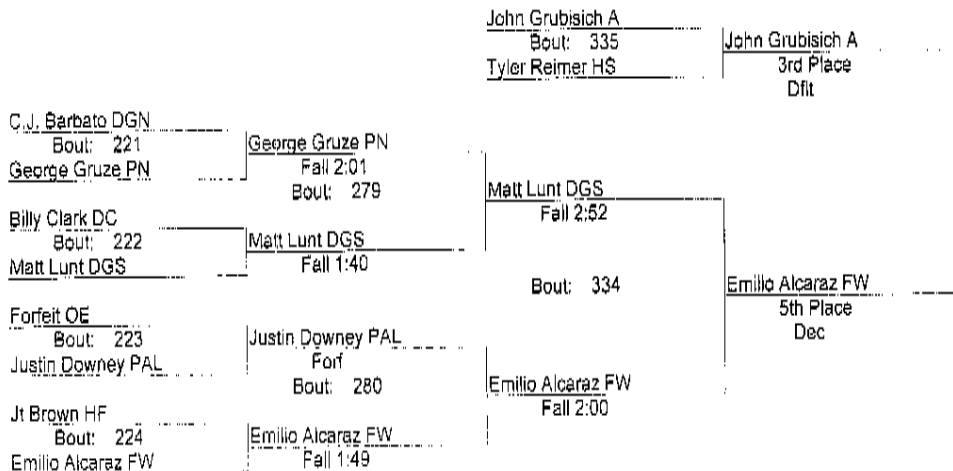 John Grubisich A
Bout: 335
Tyler Reimer HS
John Grubisich A
3rd Place
Dflt
C.J. Barbato DGN
Bout: 221
George Gruze PN
George Gruze PN
Fall 2:01
Bout: 279
Billy Clark DC
Bout: 222
Matt Lunt DGS
Matt Lunt DGS
Fall 1:40
Matt Lunt DGS
Fall 2:52
Bout: 334
Emilio Alcaraz FW
5th Place
Dec
Forfeit OE
Bout: 223
Justin Downey PAL
Justin Downey PAL
Forf
Bout: 280
Jt Brown HF
Bout: 224
Emilio Alcaraz FW
Emilio Alcaraz FW
Fall 1:49
Emilio Alcaraz FW
Fall 2:00